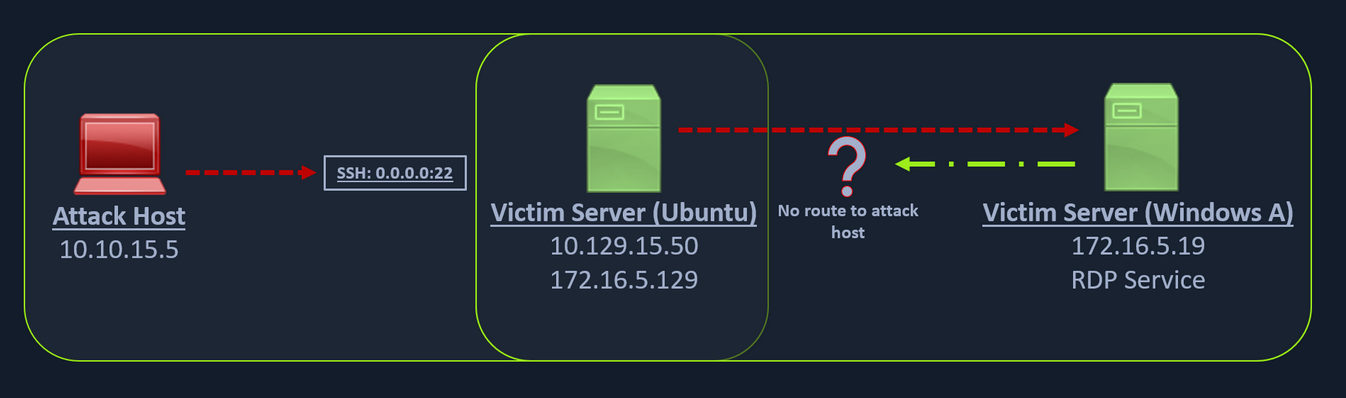 SSH: 0.0.0.0:22
Attack Host
10.10.15.5
Victim Server (Ubuntu)
10.129.15.50
172.16.5.129
No route to attack
host
Victim Server (Windows A)
172.16.5.19
RDP Service